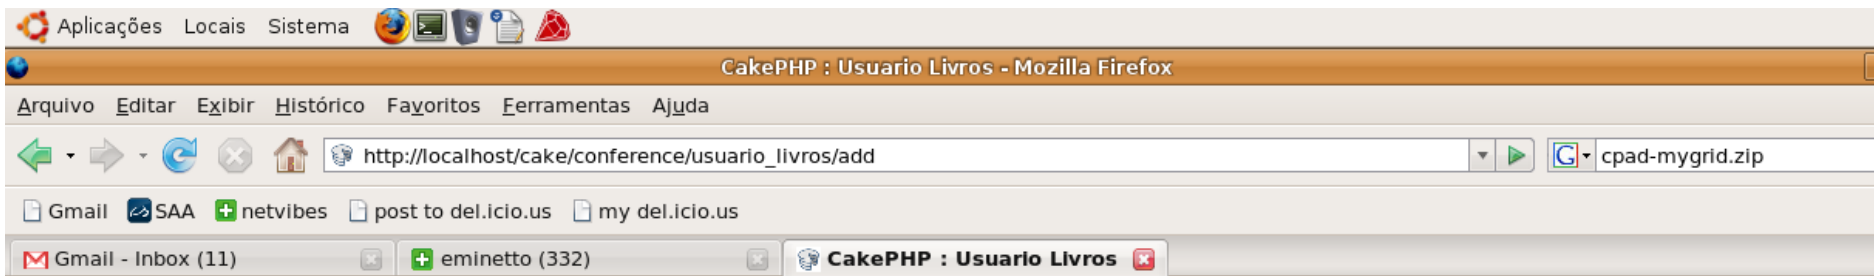 Aplicações Locais Sistema
CakePHP : Usuario Livros - Mozilla Firefox
Arquivo Editar Exibir Histórico Favoritos Ferramentas Ajuda
http://localhost/cake/conference/usuario_livros/add G cpad-mygrid.zip
Gmail SAA netvibes post to del.icio.us my del.icio.us
Gmail - Inbox (11) eminetto (332) CakePHP : Usuario Livros